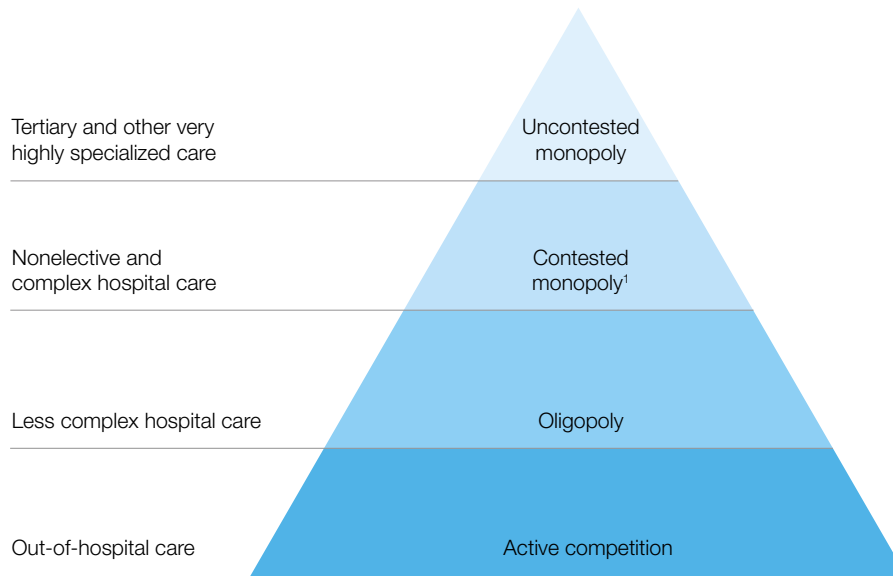 Tertiary and other very
highly specialized care
Uncontested
monopoly
Nonelective and
complex hospital care
Contested
monopoly¹
Less complex hospital care
Oligopoly
Out-of-hospital care
Active competition